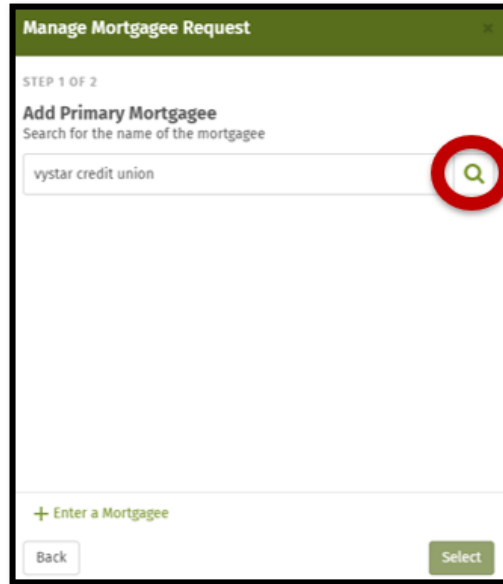 Manage Mortgagee Request
×
STEP 1 OF 2
Add Primary Mortgagee
Search for the name of the mortgagee
vystar credit union
+ Enter a Mortgagee
Back
Select